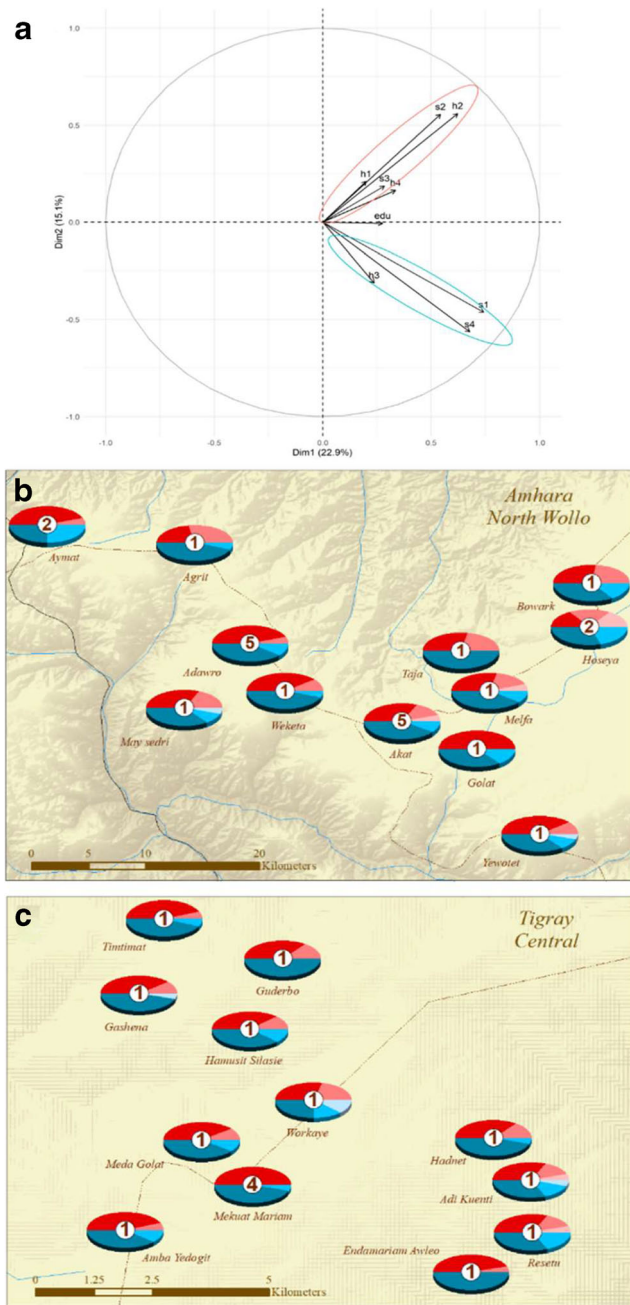 a
1.0
0.5
0.0
-0.5
-1.0
Dim2 (15.1%)
s2
h2
h1
s3
h4
edu
h3
s1
s4
-1.0
-0.5
0.0
0.5
1.0
Dim1 (22.9%)
b
Amhara
North Wollo
2
Aymat
1
Agrit
1
Bowark
2
Hoseya
5
Adawro
1
Taja
1
Weketa
1
Melfa
1
May sedri
5
Akat
1
Golat
1
Yewotet
0
5
10
20
Kilometers
c
Tigray
Central
1
Timtimat
1
Guderbo
1
Gashena
1
Hamusit Silasie
1
Workaye
1
Meda Golat
1
Hadnet
4
Mekuat Mariam
1
Adi Kuenti
1
Amba Yedogit
1
Resetu
Endamariam Awleo
1
0
1.25
2.5
5
Kilometers